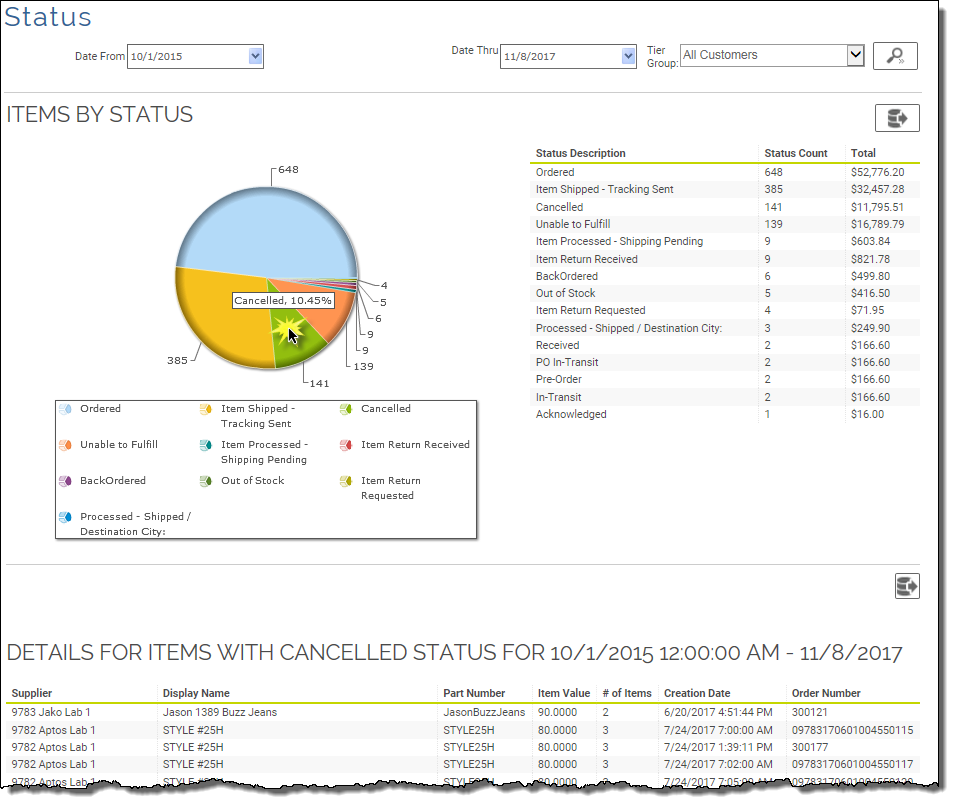 Status
Date From 10/1/2015 Date Thru 11/8/2017 Tier Group: All Customers
ITEMS BY STATUS
648
4
5
6
9
9
139
141
385
Cancelled, 10.45%
Ordered Item Shipped - Tracking Sent Cancelled
Unable to Fulfill Item Processed - Shipping Pending Item Return Received
BackOrdered Out of Stock Item Return Requested
Processed - Shipped / Destination City:
Status Description Status Count Total
Ordered 648 $52,776.20
Item Shipped - Tracking Sent 385 $32,457.28
Cancelled 141 $11,795.51
Unable to Fulfill 139 $16,789.79
Item Processed - Shipping Pending 9 $603.84
Item Return Received 9 $821.78
BackOrdered 6 $499.80
Out of Stock 5 $416.50
Item Return Requested 4 $71.95
Processed - Shipped / Destination City: 3 $249.90
Received 2 $166.60
PO In-Transit 2 $166.60
Pre-Order 2 $166.60
In-Transit 2 $166.60
Acknowledged 1 $16.00
DETAILS FOR ITEMS WITH CANCELLED STATUS FOR 10/1/2015 12:00:00 AM - 11/8/2017
Supplier Display Name Part Number Item Value # of Items Creation Date Order Number
9783 Jako Lab 1 Jason 1389 Buzz Jeans JasonBuzzJeans 90.0000 2 6/20/2017 4:51:44 PM 300121
9782 Aptos Lab 1 STYLE #25H STYLE25H 80.0000 3 7/24/2017 7:00:00 AM 09783170601004550115
9782 Aptos Lab 1 STYLE #25H STYLE25H 80.0000 3 7/24/2017 1:39:11 PM 300177
9782 Aptos Lab 1 STYLE #25H STYLE25H 80.0000 3 7/24/2017 7:02:00 AM 09783170601004550117
9782 Aptos Lab 1 STYLE #25H STYLE25H 80.0000 3 7/24/2017 7:05:00 AM